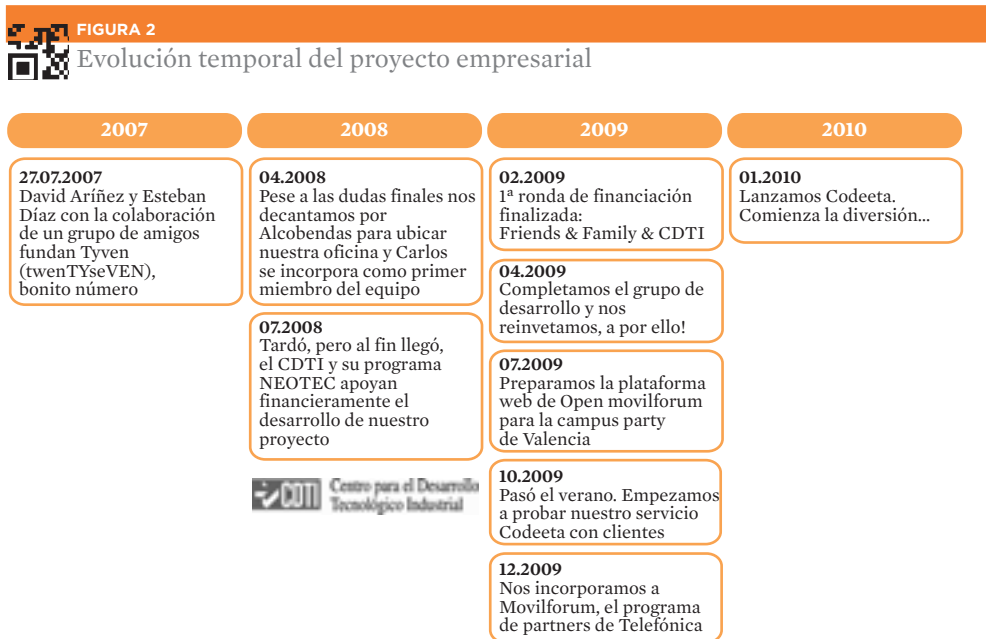 FIGURA 2
Evolución temporal del proyecto empresarial
2007
27.07.2007
David Aríñez y Esteban
Díaz con la colaboración
de un grupo de amigos
fundan Tyven
(twenTYseVEN),
bonito número
2008
04.2008
Pese a las dudas finales nos
decantamos por
Alcobendas para ubicar
nuestra oficina y Carlos
se incorpora como primer
miembro del equipo
07.2008
Tardó, pero al fin llegó,
el CDTI y su programa
NEOTEC apoyan
financieramente el
desarrollo de nuestro
proyecto
CDTI Centro para el Desarrollo
Tecnológico Industrial
2009
02.2009
1ª ronda de financiación
finalizada:
Friends & Family & CDTI
04.2009
Completamos el grupo de
desarrollo y nos
reinvetamos, a por ello!
07.2009
Preparamos la plataforma
web de Open movilforum
para la campus party
de Valencia
10.2009
Pasó el verano. Empezamos
a probar nuestro servicio
Codeeta con clientes
12.2009
Nos incorporamos a
Movilforum, el programa
de partners de Telefónica
2010
01.2010
Lanzamos Codeeta.
Comienza la diversión...